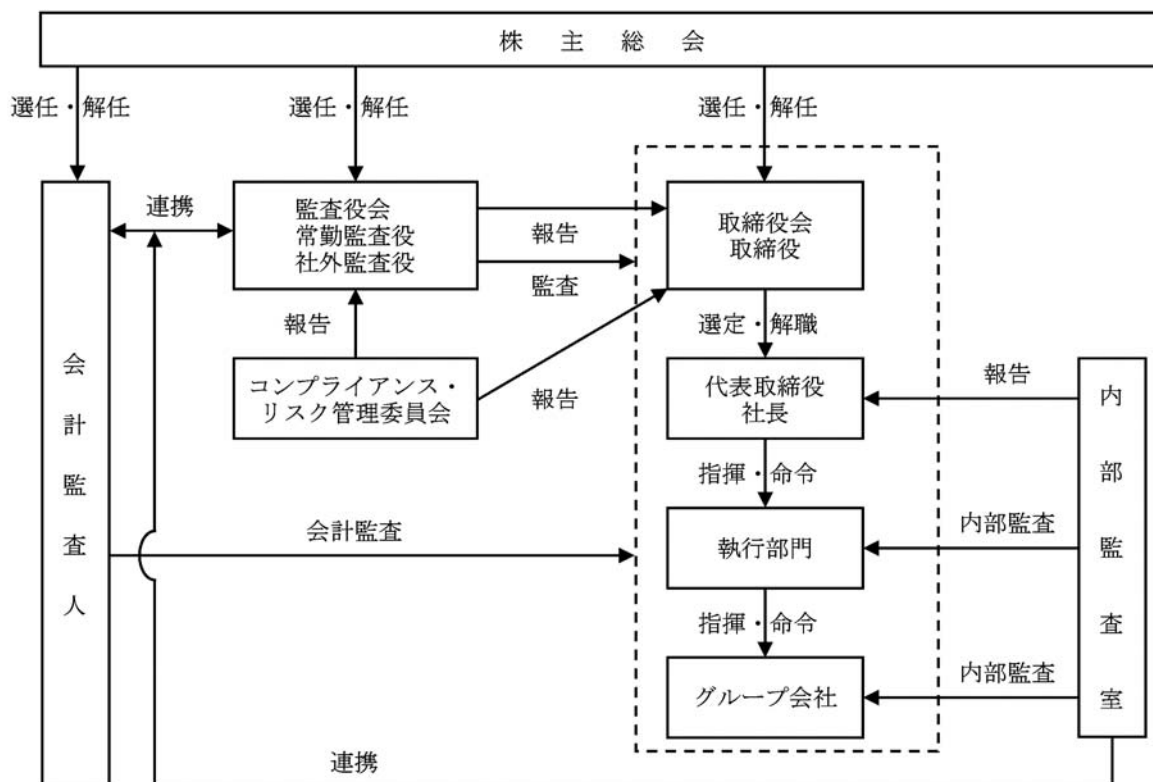 株主総会
選任・解任
選任・解任
選任・解任
連携
監査役会
常勤監査役
社外監査役
報告
監査
取締役会
取締役
報告
選定・解職
コンプライアンス・
リスク管理委員会
報告
代表取締役
社長
報告
会計監査人
内部監査室
指揮・命令
会計監査
執行部門
内部監査
指揮・命令
グループ会社
内部監査
連携